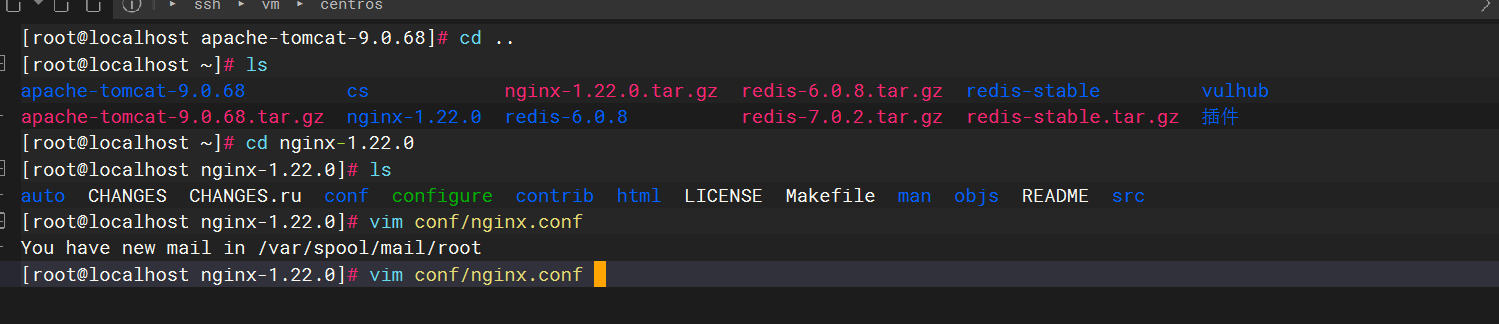 ssh vm centros
[root@localhost apache-tomcat-9.0.68]# cd ..
[root@localhost ~]# ls
apache-tomcat-9.0.68 cs nginx-1.22.0.tar.gz redis-6.0.8.tar.gz redis-stable vulhub
apache-tomcat-9.0.68.tar.gz nginx-1.22.0 redis-6.0.8 redis-7.0.2.tar.gz redis-stable.tar.gz 插件
[root@localhost ~]# cd nginx-1.22.0
[root@localhost nginx-1.22.0]# ls
auto CHANGES CHANGES.ru conf configure contrib html LICENSE Makefile man objs README src
[root@localhost nginx-1.22.0]# vim conf/nginx.conf
You have new mail in /var/spool/mail/root
[root@localhost nginx-1.22.0]# vim conf/nginx.conf